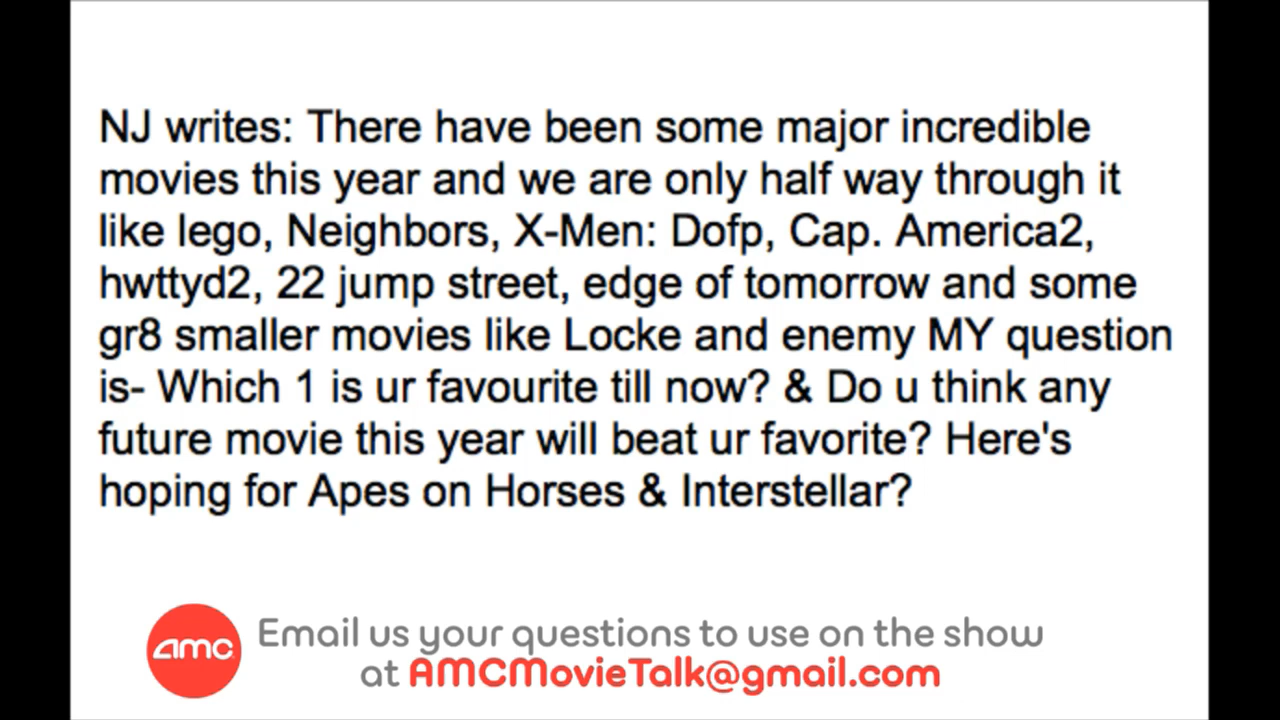 NJ writes: There have been some major incredible
movies this year and we are only half way through it
like lego, Neighbors, X-Men: Dofp, Cap. America2,
hwttyd2, 22 jump street, edge of tomorrow and some
gr8 smaller movies like Locke and enemy MY question
is- Which 1 is ur favourite till now? & Do u think any
future movie this year will beat ur favorite? Here's
hoping for Apes on Horses & Interstellar?
amc
Email us your questions to use on the show
at AMCMovieTalk@gmail.com